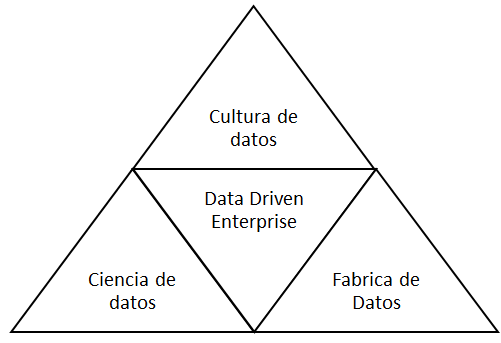 Cultura de
datos
Data Driven
Enterprise
Ciencia de
datos
Fabrica de
Datos